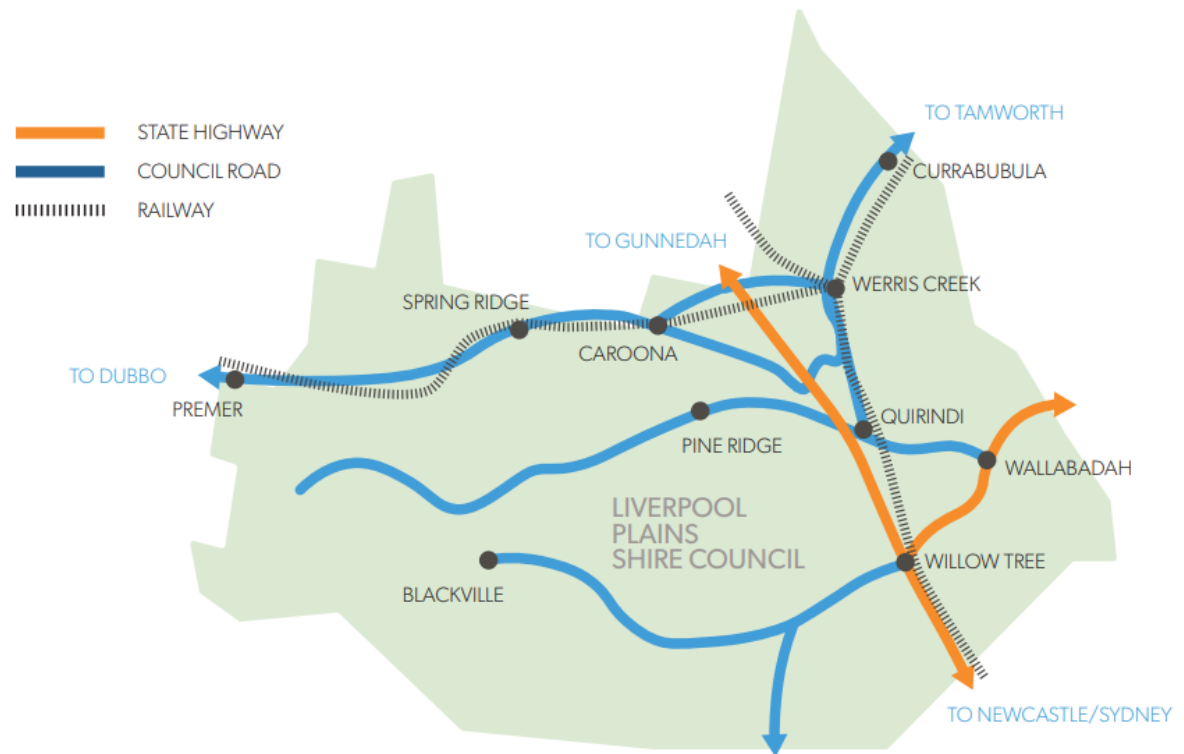 STATE HIGHWAY
COUNCIL ROAD
RAILWAY
TO TAMWORTH
CURRABUBULA
TO GUNNEDAH
WERRIS CREEK
SPRING RIDGE
CAROONA
TO DUBBO
PREMER
QUIRINDI
PINE RIDGE
WALLABADAH
LIVERPOOL
PLAINS
SHIRE COUNCIL
WILLOW TREE
BLACKVILLE
TO NEWCASTLE/SYDNEY